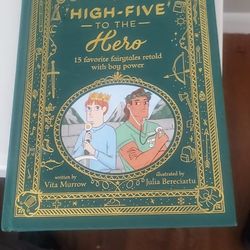 'HIGH-FIVE'
TO THE
Hero
15 favorite fairytales retold
with boy power
written by
Vita Murrow
illustrated by
Julia Bereciartu